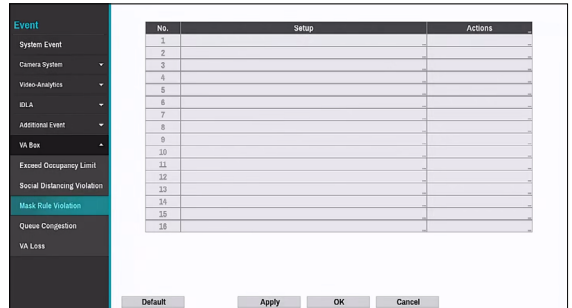 Event
System Event
Camera System
Video-Analytics
IDLA
Additional Event
VA Box
Exceed Occupancy Limit
Social Distancing Violation
Mask Rule Violation
Queue Congestion
VA Loss
No. Setup Actions
1
2
3
4
5
6
7
8
9
10
11
12
13
14
15
16
Default Apply OK Cancel